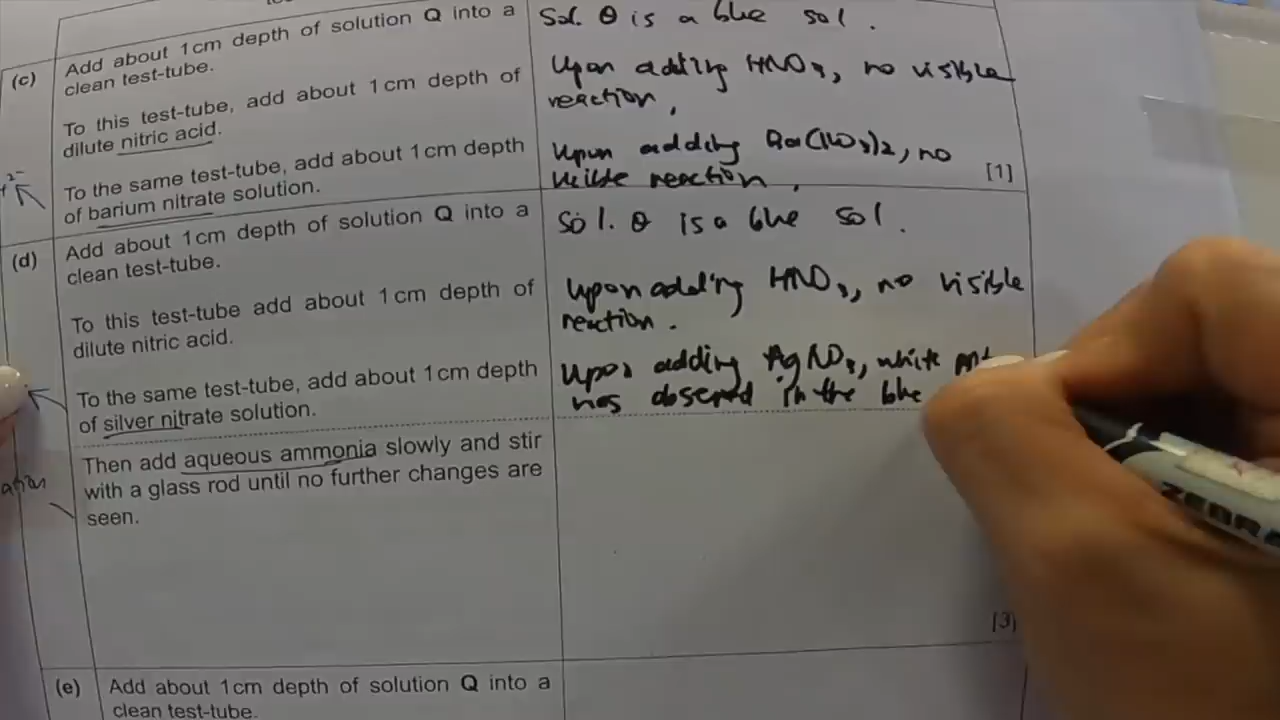 Add about 1 cm depth of solution Q into a
clean test-tube.
Sol. Q is a blue sol.
(c)
To this test-tube, add about 1 cm depth of
dilute nitric acid.
Upon adding HNO3, no visible
reaction.
To the same test-tube, add about 1 cm depth
of barium nitrate solution.
Upon adding Ba(NO3)2, no
visible reaction.
[1]
2-
(d)
Add about 1 cm depth of solution Q into a
clean test-tube.
Sol. Q is a blue sol.
To this test-tube add about 1 cm depth of
dilute nitric acid.
Upon adding HNO3, no visible
reaction.
To the same test-tube, add about 1 cm depth
of silver nitrate solution.
Upon adding AgNO3, white ppt
was observed in the blue
Then add aqueous ammonia slowly and stir
with a glass rod until no further changes are
seen.
[3]
(e)
Add about 1 cm depth of solution Q into a
clean test-tube.
ZEBRA